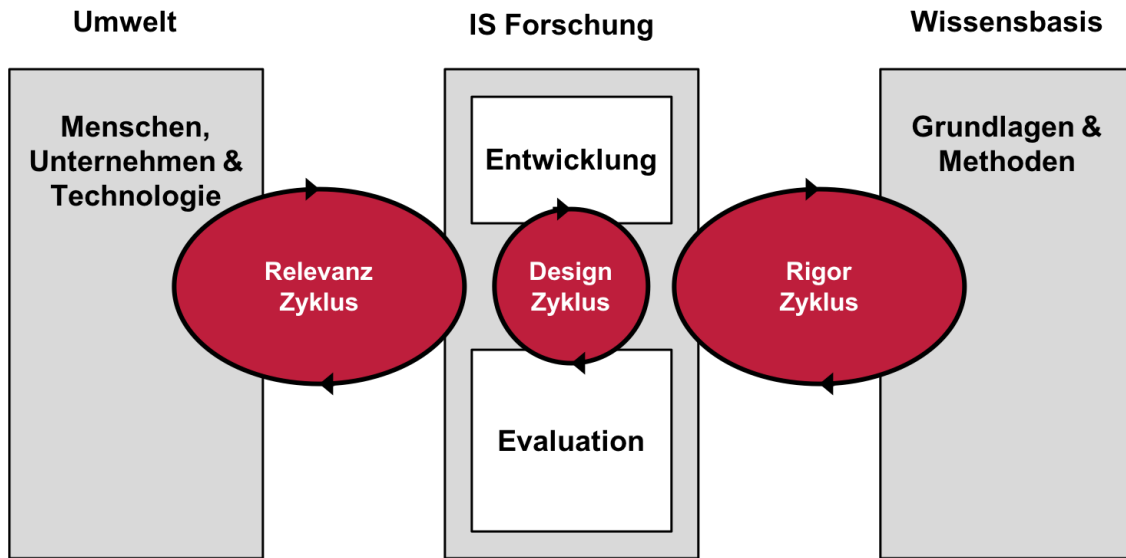 Umwelt
IS Forschung
Wissensbasis
Menschen,
Unternehmen &
Technologie
Entwicklung
Grundlagen &
Methoden
Relevanz
Zyklus
Design
Zyklus
Rigor
Zyklus
Evaluation